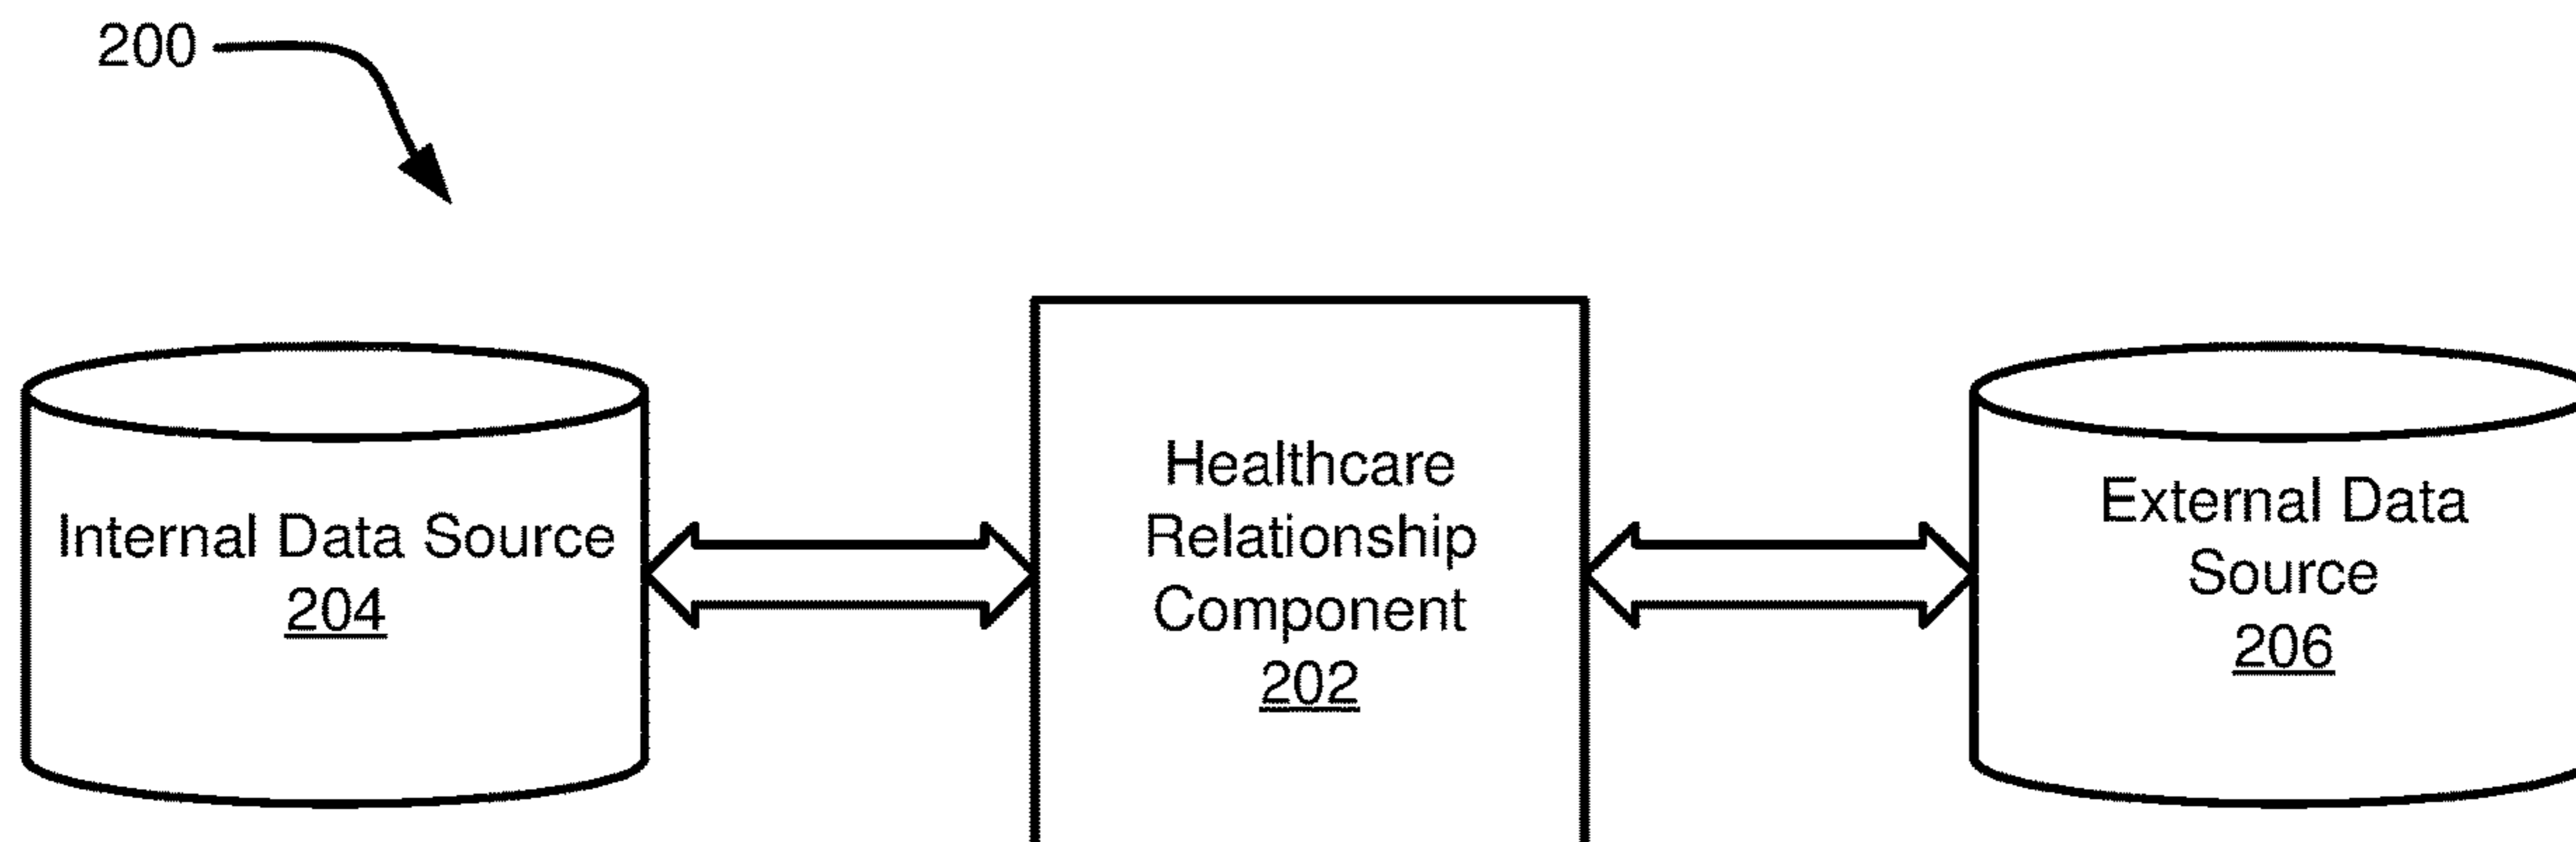 200
Internal Data Source
204
Healthcare
Relationship
Component
202
External Data
Source
206